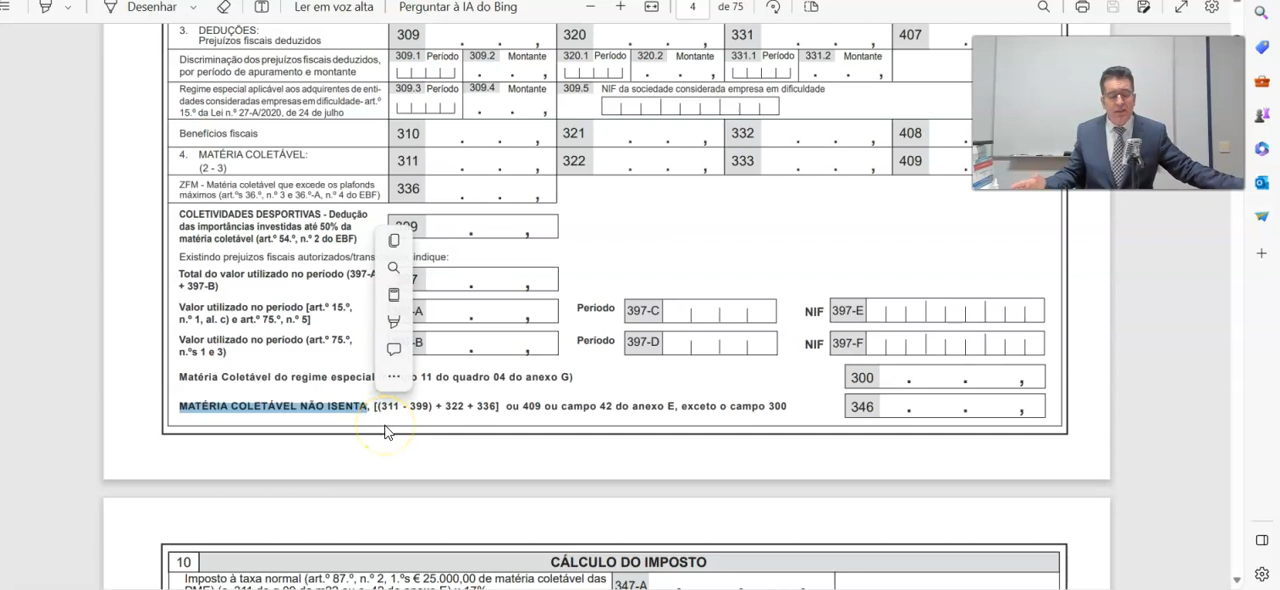 Desenhar
Ler em voz alta
Perguntar à IA do Bing
4
de 75
3. DEDUÇÕES:
Prejuízos fiscais deduzidos
309 . . ,
320 . . ,
331 . . ,
407 .
Discriminação dos prejuízos fiscais deduzidos,
por período de apuramento e montante
309.1 Período
309.2 Montante
320.1 Período
320.2 Montante
331.1 Período
331.2 Montante
Regime especial aplicável aos adquirentes de enti-
dades consideradas empresas em dificuldade- art.º
15.º da Lei n.º 27-A/2020, de 24 de julho
309.3 Período
309.4 Montante
309.5 NIF da sociedade considerada empresa em dificuldade
Benefícios fiscais
310 . . ,
321 . . ,
332 . . ,
408 .
4. MATÉRIA COLETÁVEL:
(2 - 3)
311 . . ,
322 . . ,
333 . . ,
409 .
ZFM - Matéria coletável que excede os plafonds
máximos (art.ºs 36.º, n.º 3 e 36.º-A, n.º 4 do EBF)
336 . . ,
COLETIVIDADES DESPORTIVAS - Dedução
das importâncias investidas até 50% da
matéria coletável (art.º 54.º, n.º 2 do EBF)
399 . ,
Existindo prejuízos fiscais autorizados/trans indique:
Total do valor utilizado no período (397-A
+ 397-B)
7 . ,
Valor utilizado no período [art.º 15.º,
n.º 1, al. c) e art.º 75.º, n.º 5]
-A . ,
Período 397-C
NIF 397-E
Valor utilizado no período (art.º 75.º,
n.ºs 1 e 3)
-B . ,
Período 397-D
NIF 397-F
Matéria Coletável do regime especial 11 do quadro 04 do anexo G)
300 . . ,
MATÉRIA COLETÁVEL NÃO ISENTA, [(311 - 399) + 322 + 336] ou 409 ou campo 42 do anexo E, exceto o campo 300
346 . . ,
10
CÁLCULO DO IMPOSTO
Imposto à taxa normal (art.º 87.º, n.º 2, 1.ºs € 25.000,00 de matéria coletável das
347-A